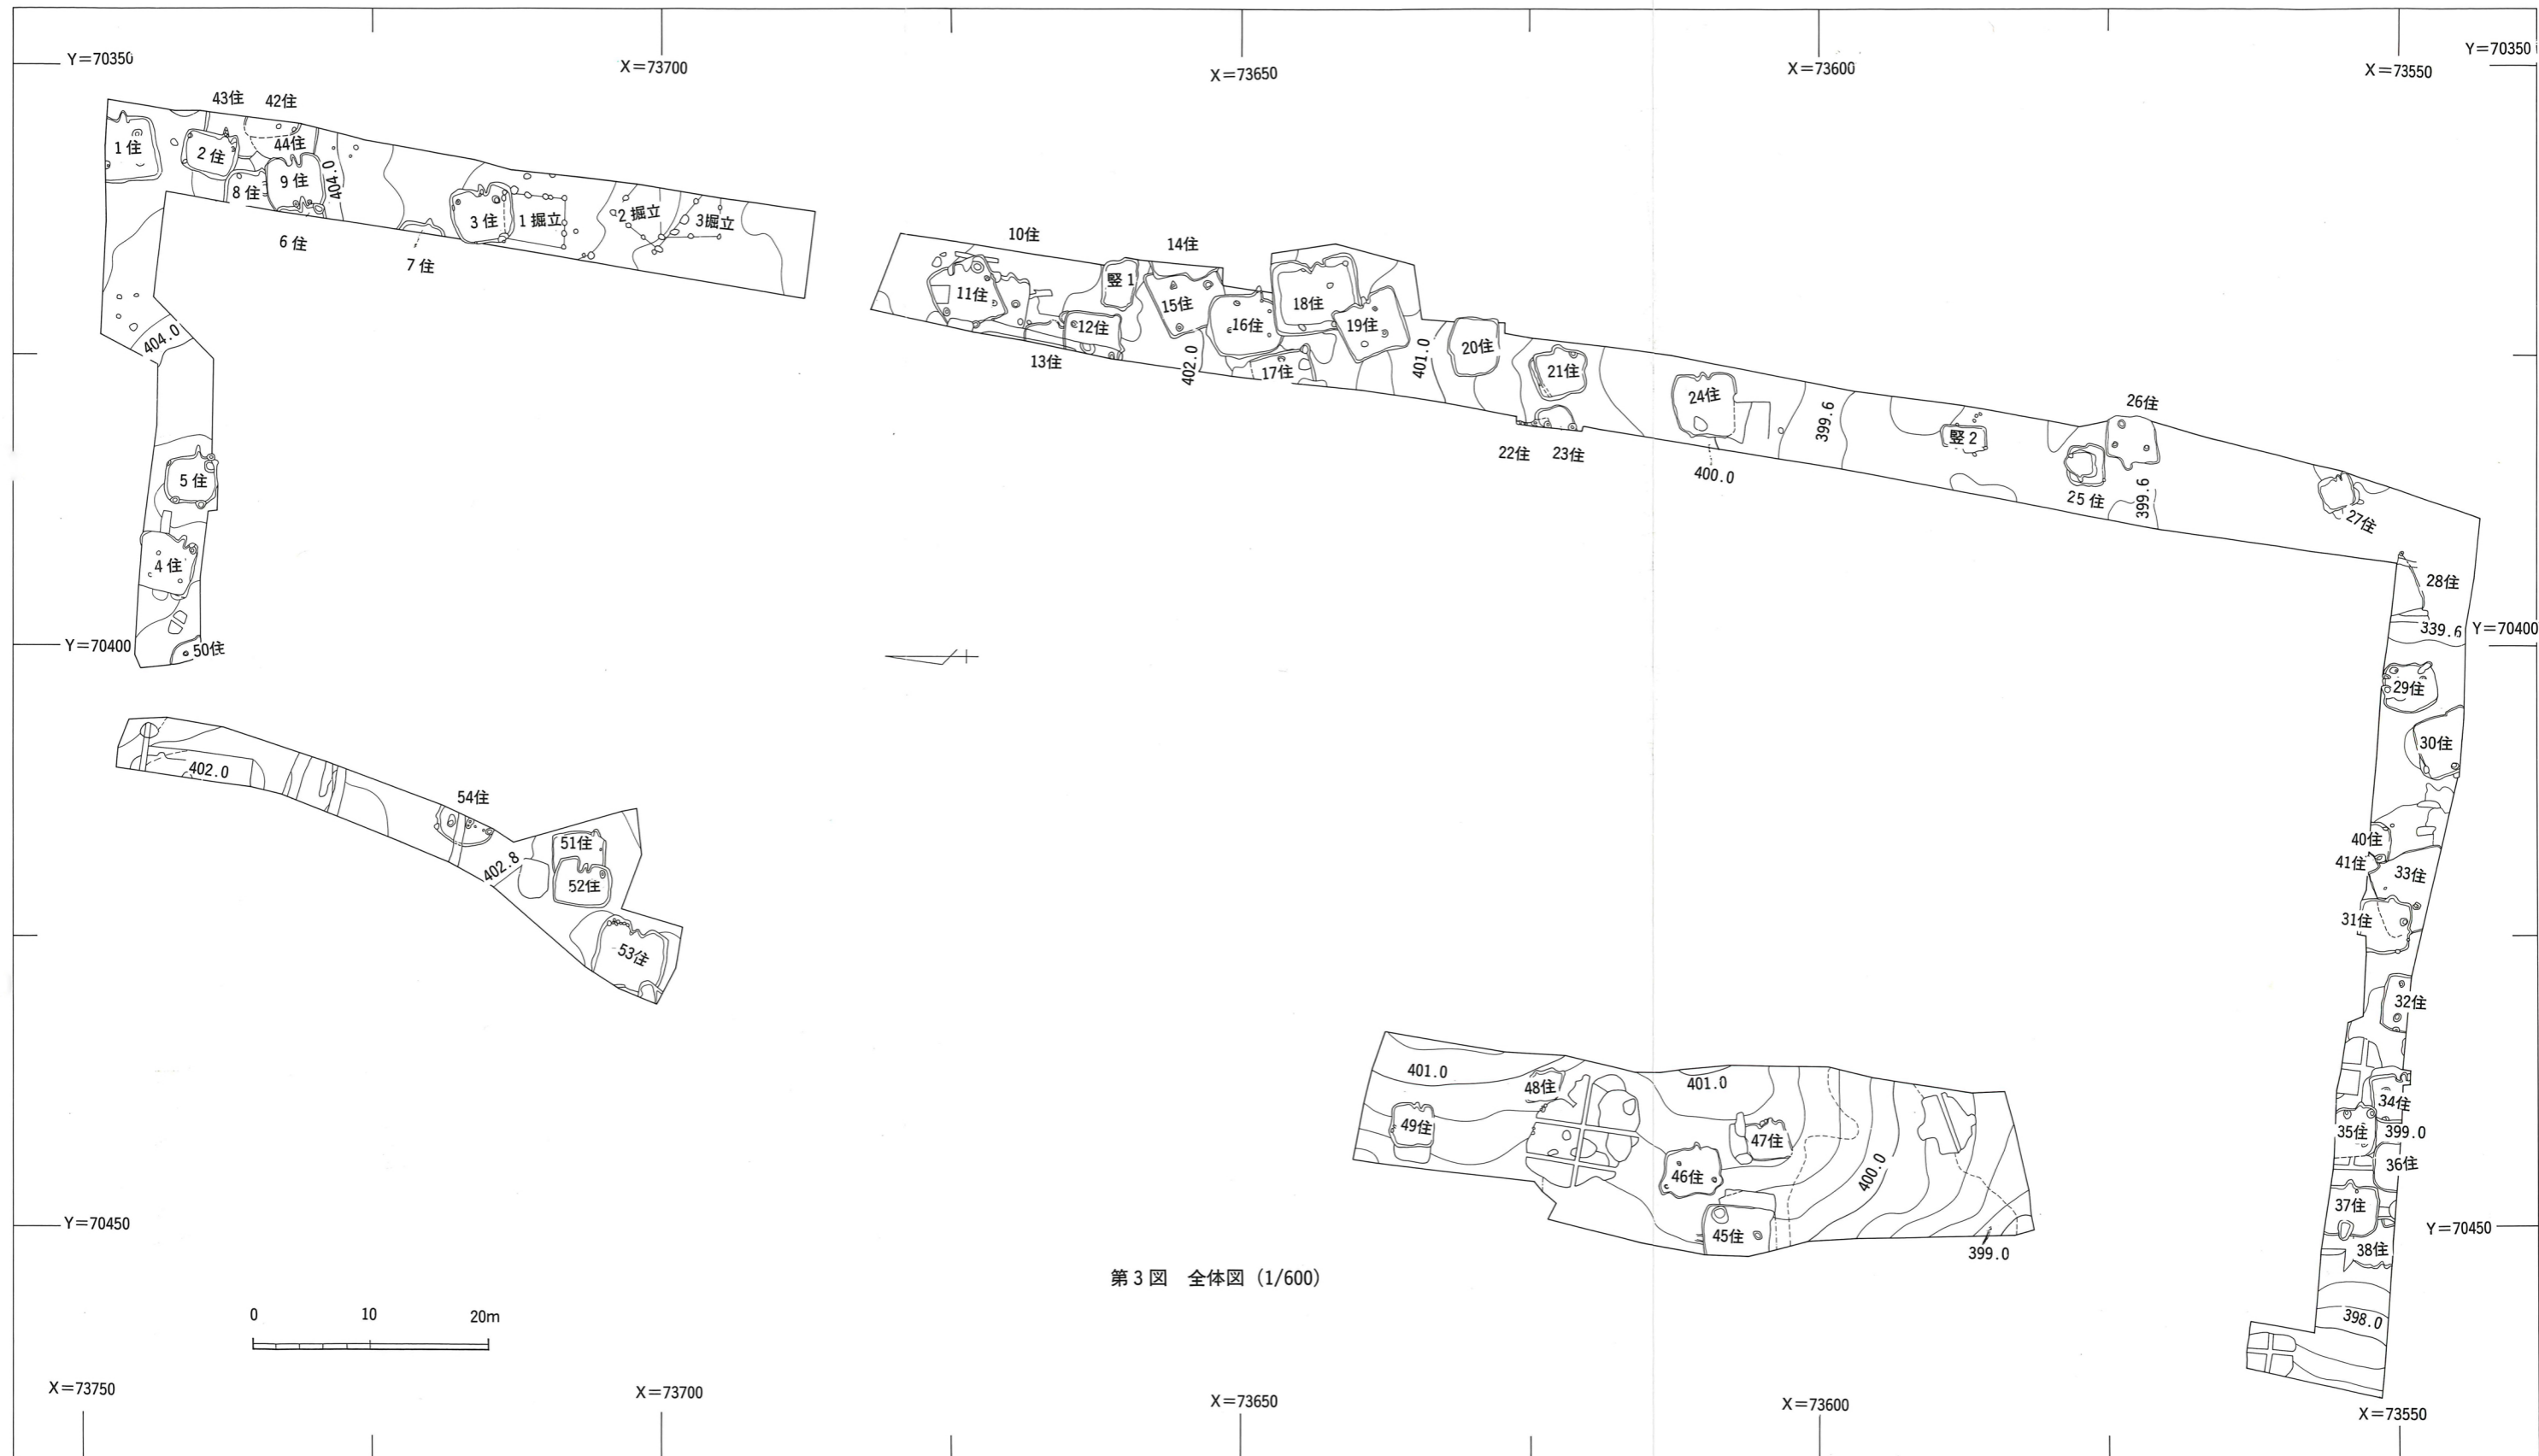 Y=70350
X=73700
X=73650
X=73600
X=73550
Y=70350
43住
42住
1住
2住
44住
8住
9住
404.0
6住
7住
3住
1掘立
2掘立
3掘立
10住
14住
11住
竪1
15住
12住
13住
402.0
16住
18住
19住
17住
401.0
20住
21住
22住
23住
24住
400.0
399.6
竪2
25住
26住
399.6
27住
28住
339.6
Y=70400
404.0
5住
4住
Y=70400
50住
29住
30住
402.0
54住
402.8
51住
52住
53住
40住
41住
33住
31住
32住
34住
35住
399.0
36住
37住
Y=70450
38住
398.0
401.0
48住
401.0
49住
47住
46住
400.0
45住
399.0
Y=70450
第3図 全体図(1/600)
0 10 20m
X=73750
X=73700
X=73650
X=73600
X=73550